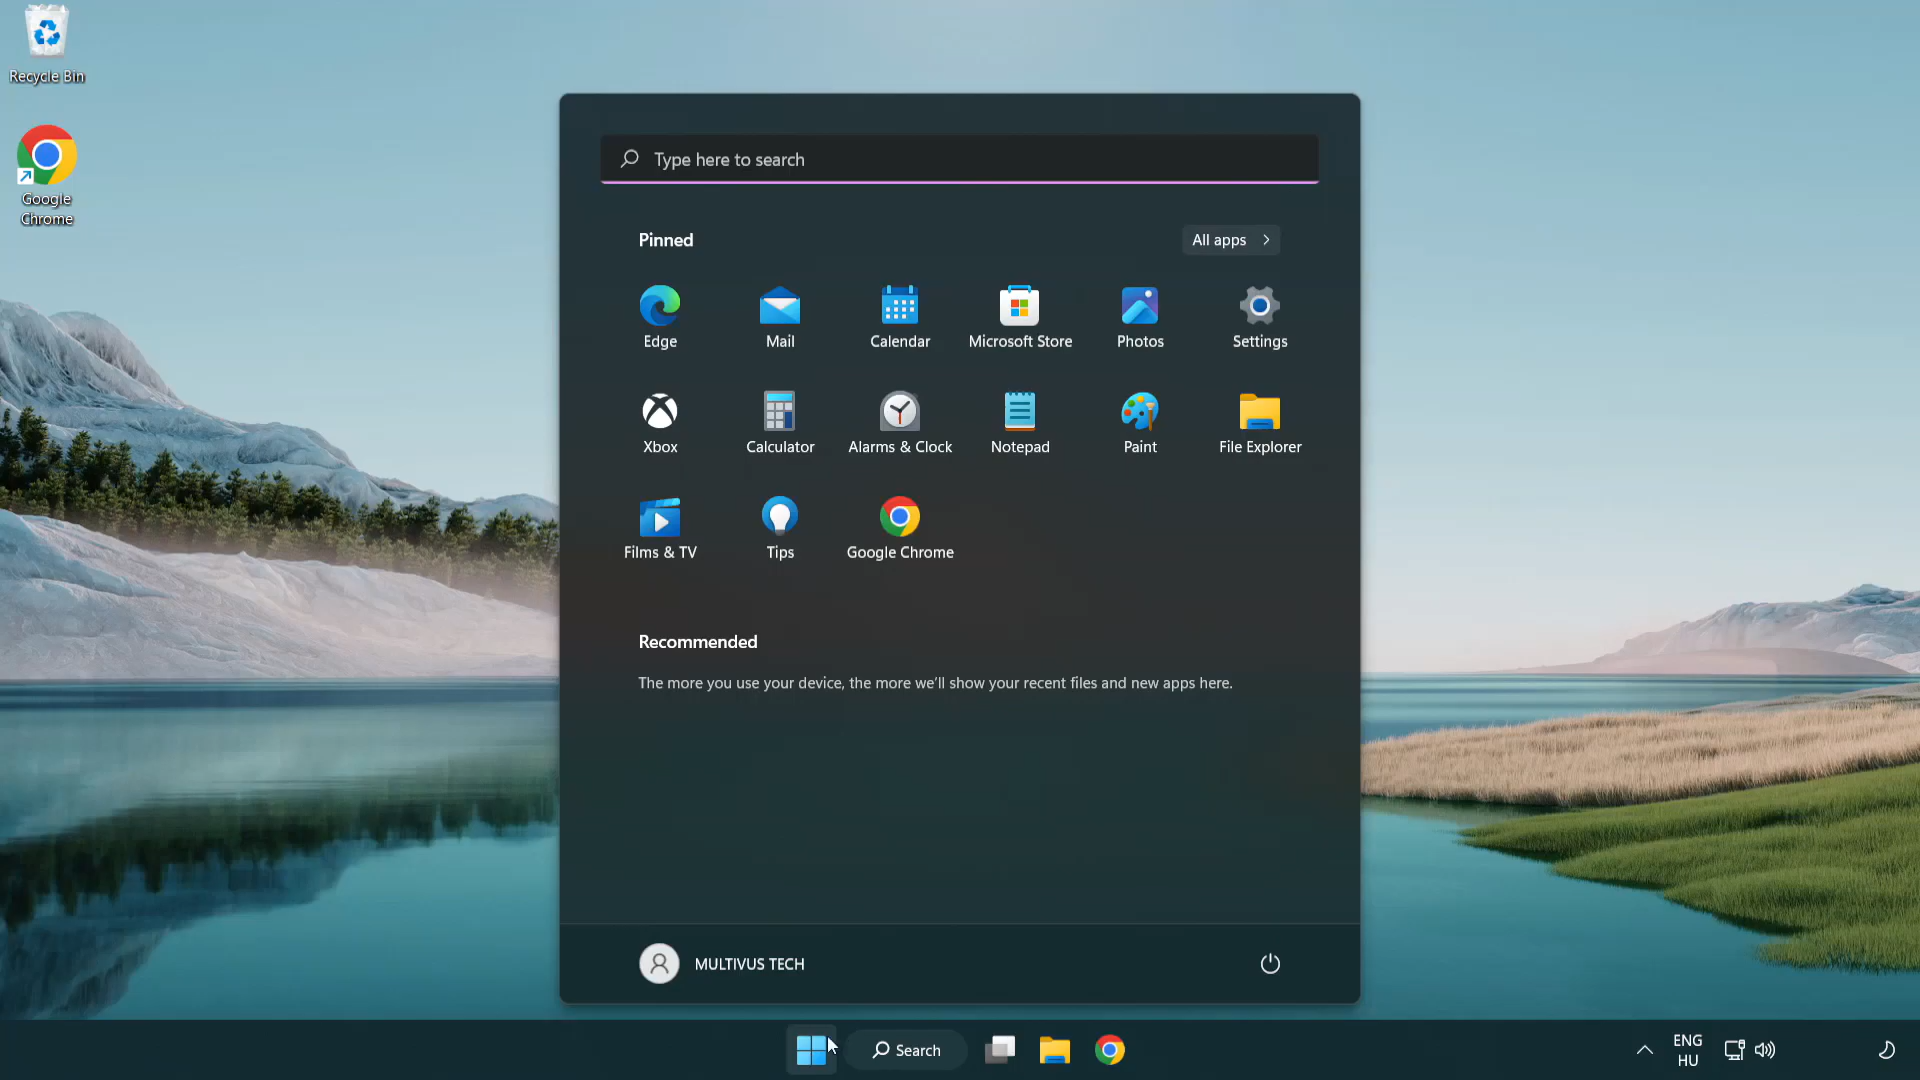 Recycle Bin
Google
Chrome
Type here to search
Pinned
All apps
Edge
Mail
Calendar
Microsoft Store
Photos
Settings
Xbox
Calculator
Alarms & Clock
Notepad
Paint
File Explorer
Films & TV
Tips
Google Chrome
Recommended
The more you use your device, the more we'll show your recent files and new apps here.
MULTIVUS TECH
Search
ENG
HU